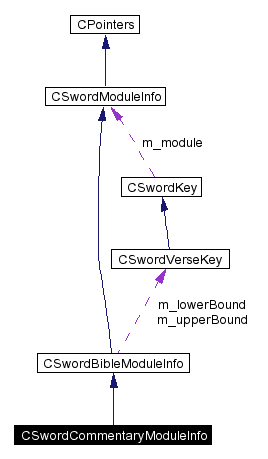 CPointers
CSwordModuleInfo
m_module
CSwordKey
CSwordVerseKey
m_lowerBound
m_upperBound
CSwordBibleModuleInfo
CSwordCommentaryModuleInfo